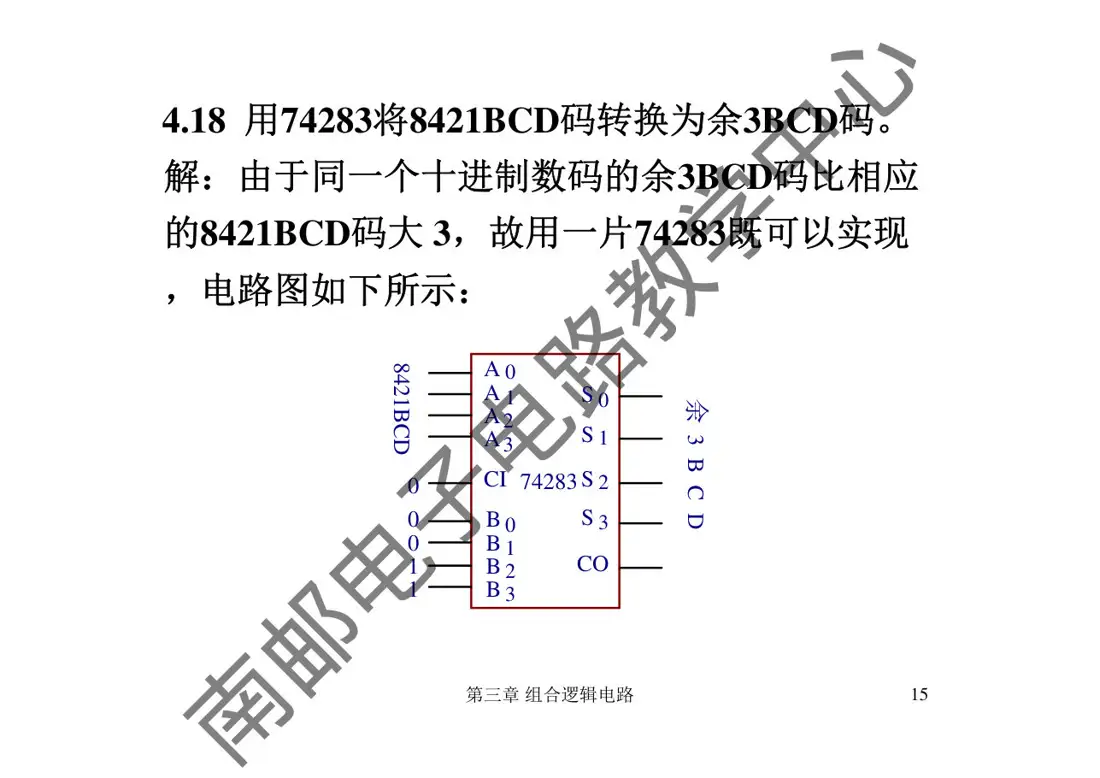 4.18 用74283将8421BCD码转换为余3BCD码。
解：由于同一个十进制数码的余3BCD码比相应
的8421BCD码大 3，故用一片74283既可以实现
，电路图如下所示：
8421BCD
A0
A1
A2
A3
0
CI
74283
0
B0
0
B1
1
B2
1
B3
S0
S1
S2
S3
CO
余3BCD
南邮电子电路教学中心
第三章 组合逻辑电路
15